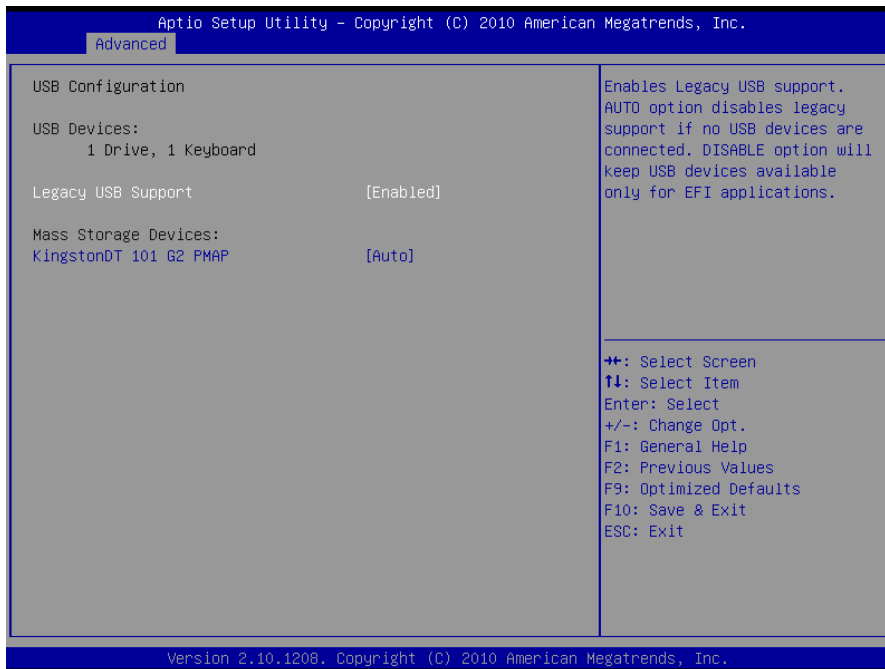 Aptio Setup Utility – Copyright (C) 2010 American Megatrends, Inc.
Advanced
USB Configuration
USB Devices:
1 Drive, 1 Keyboard
Legacy USB Support [Enabled]
Mass Storage Devices:
KingstonDT 101 G2 PMAP [Auto]
Enables Legacy USB support.
AUTO option disables legacy
support if no USB devices are
connected. DISABLE option will
keep USB devices available
only for EFI applications.
→←: Select Screen
↑↓: Select Item
Enter: Select
+/-: Change Opt.
F1: General Help
F2: Previous Values
F9: Optimized Defaults
F10: Save & Exit
ESC: Exit
Version 2.10.1208. Copyright (C) 2010 American Megatrends, Inc.